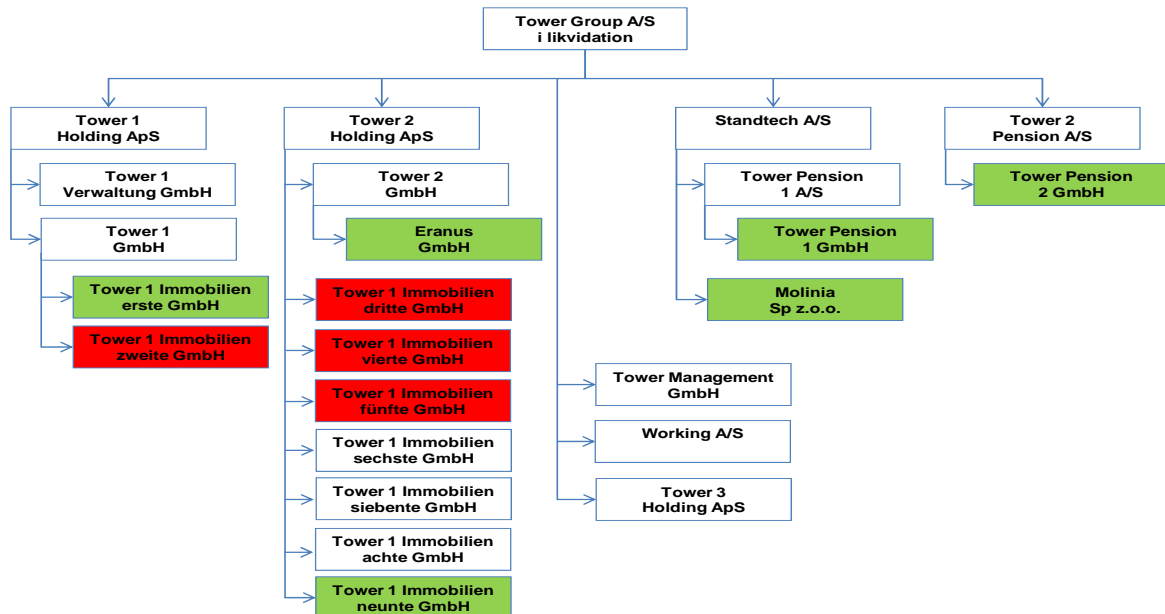 Tower Group A/S
i likvidation
Tower 1
Holding ApS
Tower 2
Holding ApS
Standtech A/S
Tower 2
Pension A/S
Tower 1
Verwaltung GmbH
Tower 2
GmbH
Tower Pension
1 A/S
Tower Pension
2 GmbH
Tower 1
GmbH
Eranus
GmbH
Tower Pension
1 GmbH
Tower 1 Immobilien
erste GmbH
Tower 1 Immobilien
dritte GmbH
Molinia
Sp z.o.o.
Tower 1 Immobilien
zweite GmbH
Tower 1 Immobilien
vierte GmbH
Tower 1 Immobilien
fünfte GmbH
Tower Management
GmbH
Tower 1 Immobilien
sechste GmbH
Working A/S
Tower 1 Immobilien
siebente GmbH
Tower 3
Holding ApS
Tower 1 Immobilien
achte GmbH
Tower 1 Immobilien
neunte GmbH